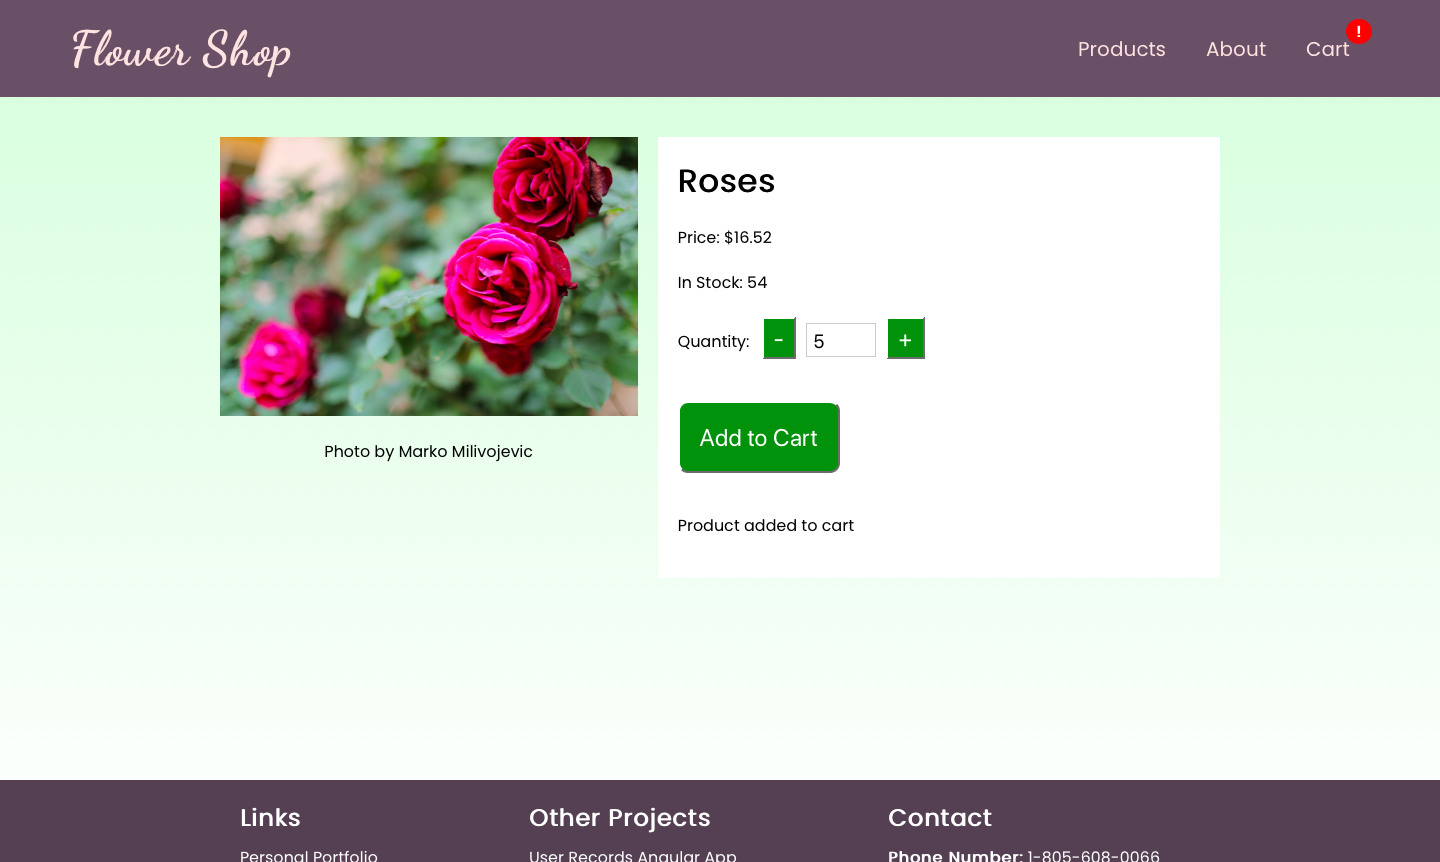 Flower Shop
Products
About
Cart
!
Roses
Price: $16.52
In Stock: 54
Quantity: - 5 +
Add to Cart
Product added to cart
Photo by Marko Milivojevic
Links
Other Projects
Contact
Personal Portfolio
User Records Angular App
Phone Number: 1-805-608-0066